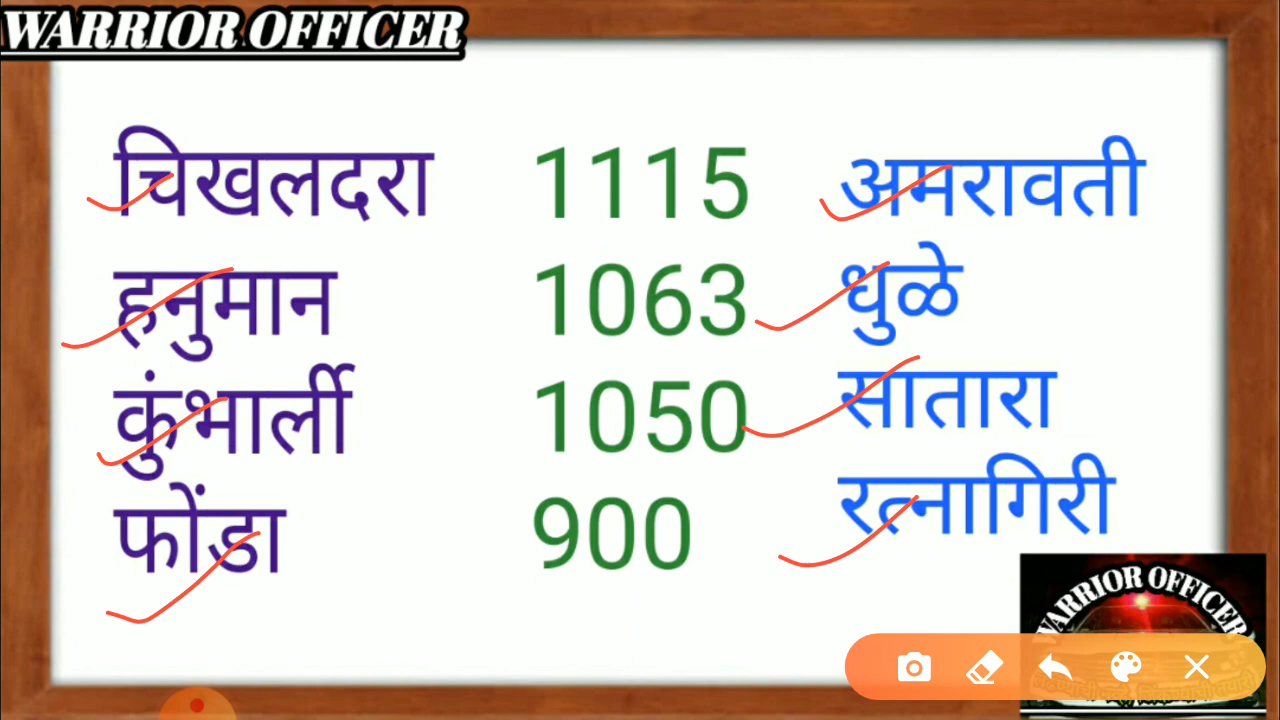 WARRIOR OFFICER
चिखलदरा 1115 अमरावती
हनुमान 1063 धुळे
कुंभार्ली 1050 सातारा
फोंडा 900 रत्नागिरी
WARRIOR OFFICER